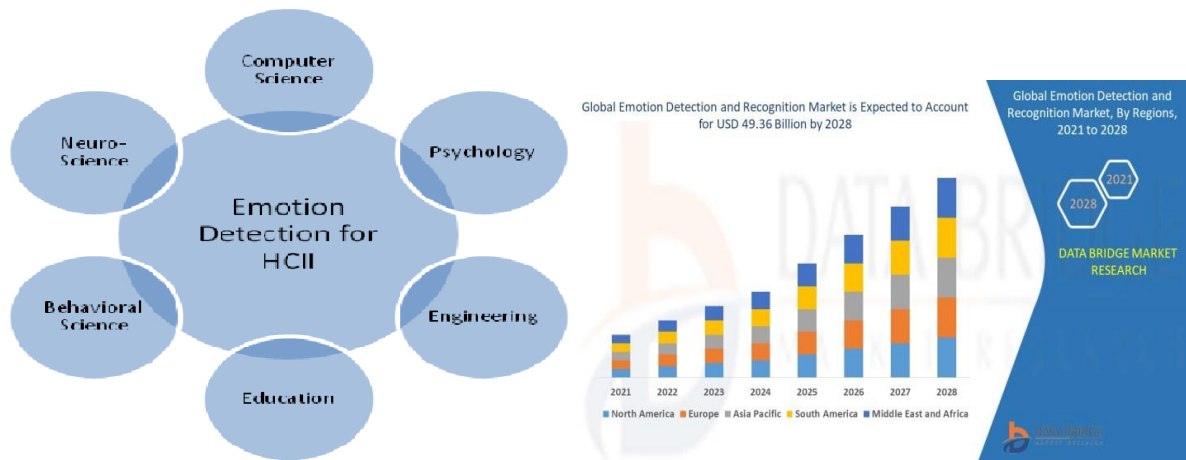 Computer
Science
Neuro-
Science
Psychology
Emotion
Detection for
HCII
Behavioral
Science
Engineering
Education
Global Emotion Detection and Recognition Market is Expected to Account
for USD 49.36 Billion by 2028
2021 2022 2023 2024 2025 2026 2027 2028
North America Europe Asia Pacific South America Middle East and Africa
Global Emotion Detection and
Recognition Market, By Regions,
2021 to 2028
2021
2028
DATA BRIDGE MARKET
RESEARCH
DATA BRIDGE